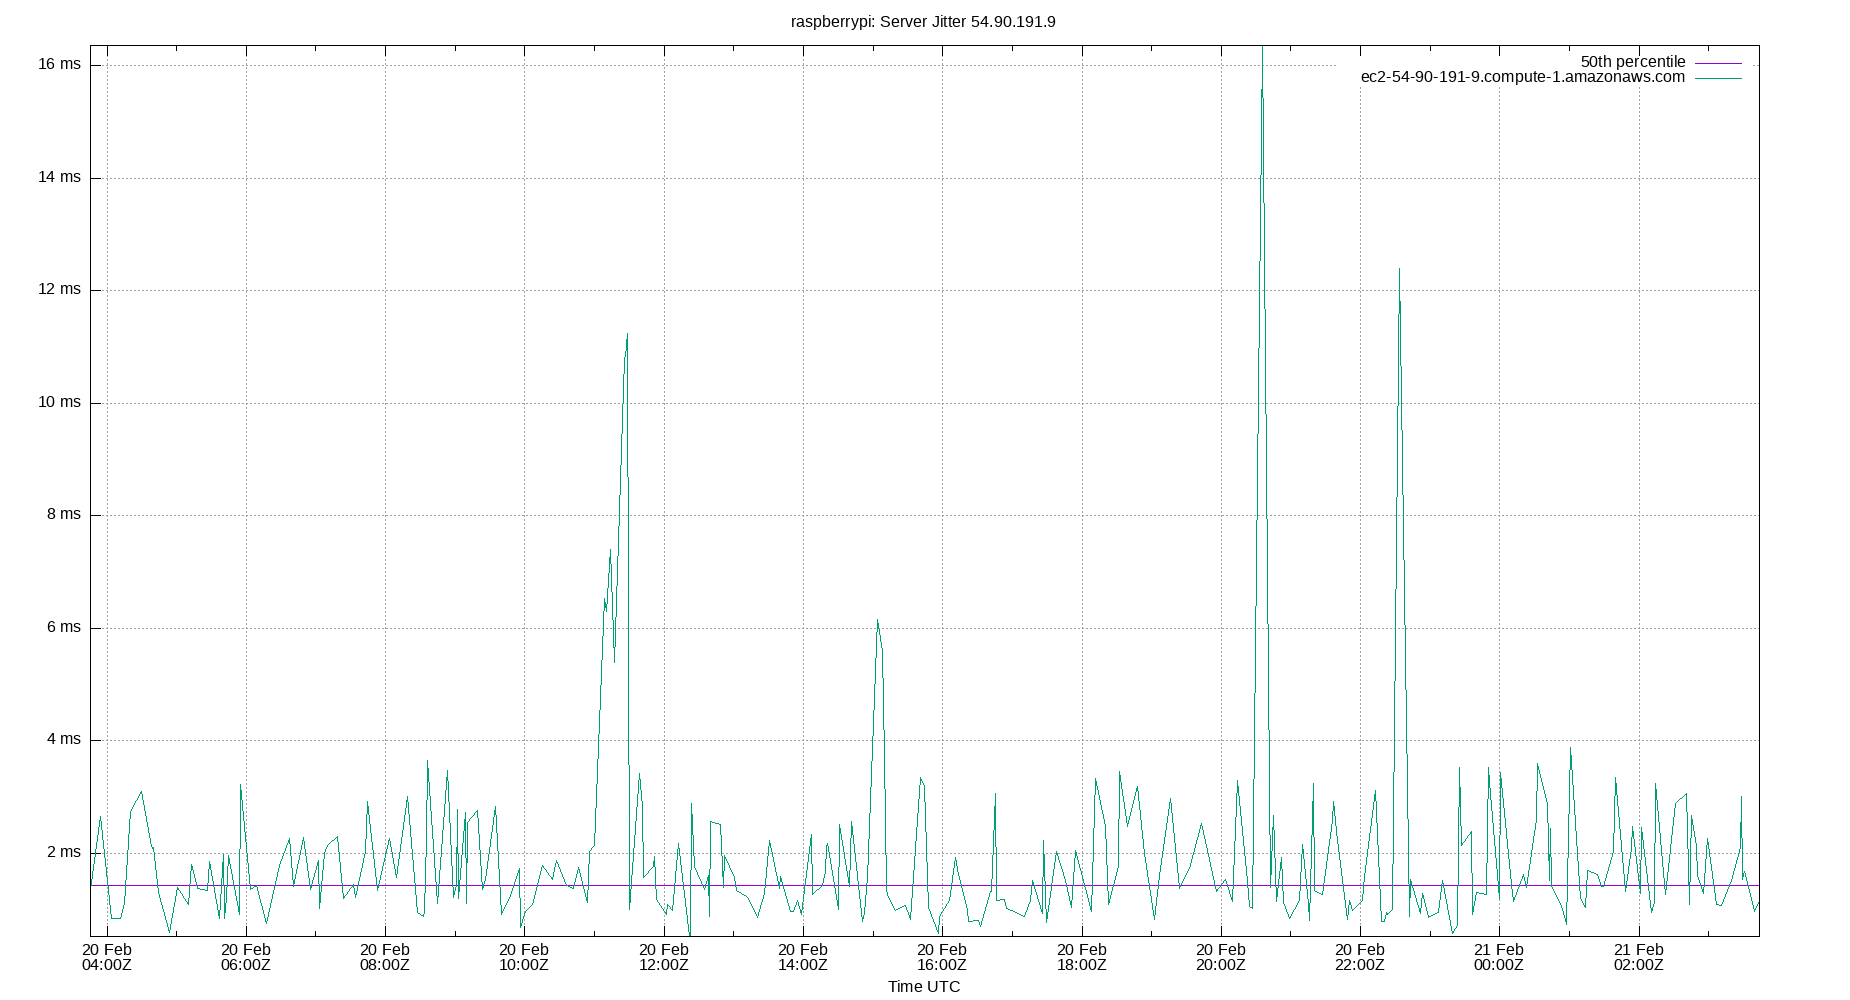 raspberrypi: Server Jitter 54.90.191.9
16 ms
14 ms
12 ms
10 ms
8 ms
6 ms
4 ms
2 ms
50th percentile
ec2-54-90-191-9.compute-1.amazonaws.com
20 Feb 20 Feb 20 Feb 20 Feb 20 Feb 20 Feb 20 Feb 20 Feb 20 Feb 20 Feb 21 Feb 21 Feb
04:00Z 06:00Z 08:00Z 10:00Z 12:00Z 14:00Z 16:00Z 18:00Z 20:00Z 22:00Z 00:00Z 02:00Z
Time UTC